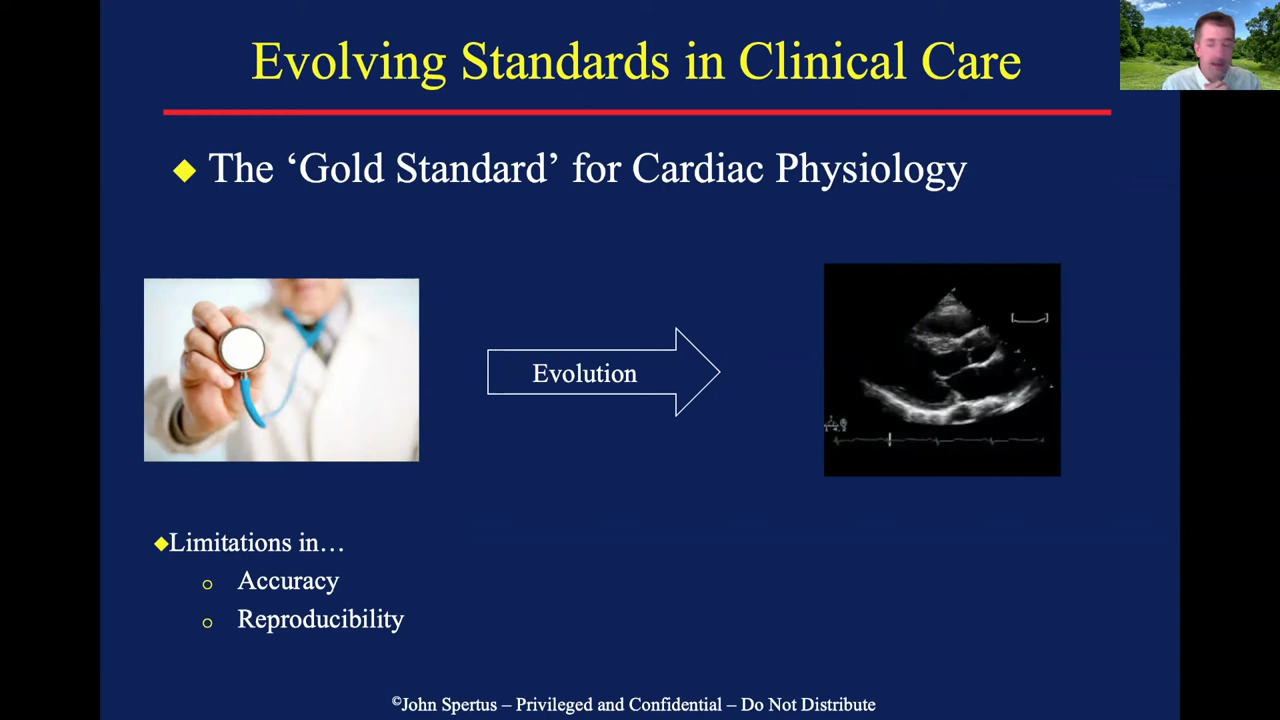 Evolving Standards in Clinical Care
The ‘Gold Standard’ for Cardiac Physiology
Evolution
Limitations in…
Accuracy
Reproducibility
©John Spertus – Privileged and Confidential – Do Not Distribute